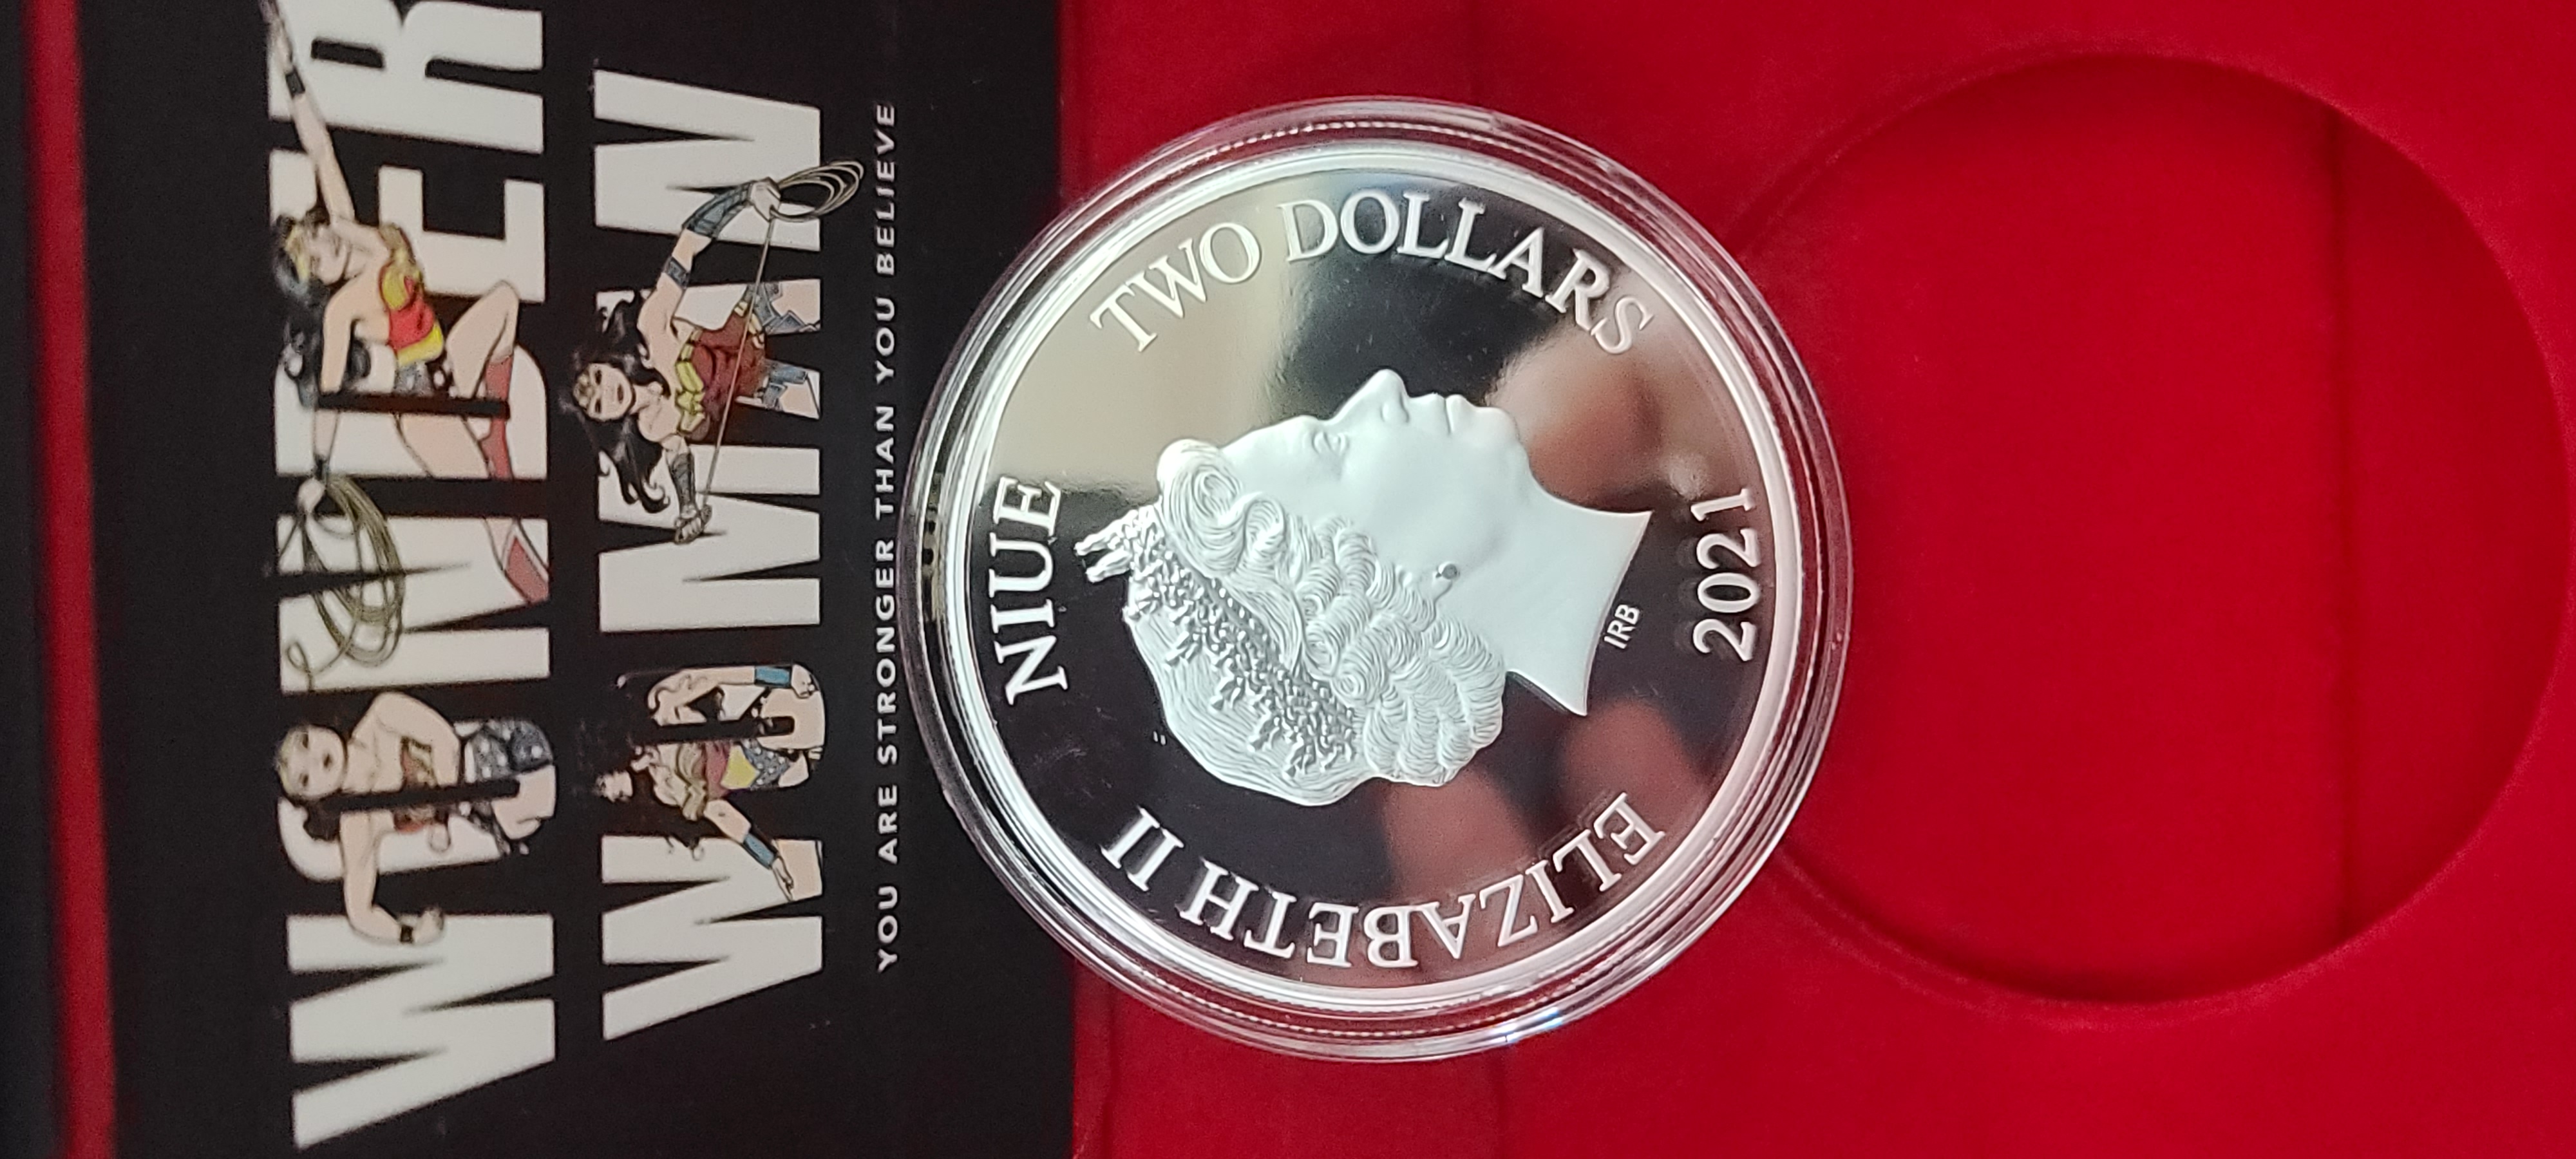 WONDER
WOMAN
YOU ARE STRONGER THAN YOU BELIEVE
NIUE
TWO DOLLARS
2021
ELIZABETH II
IRB